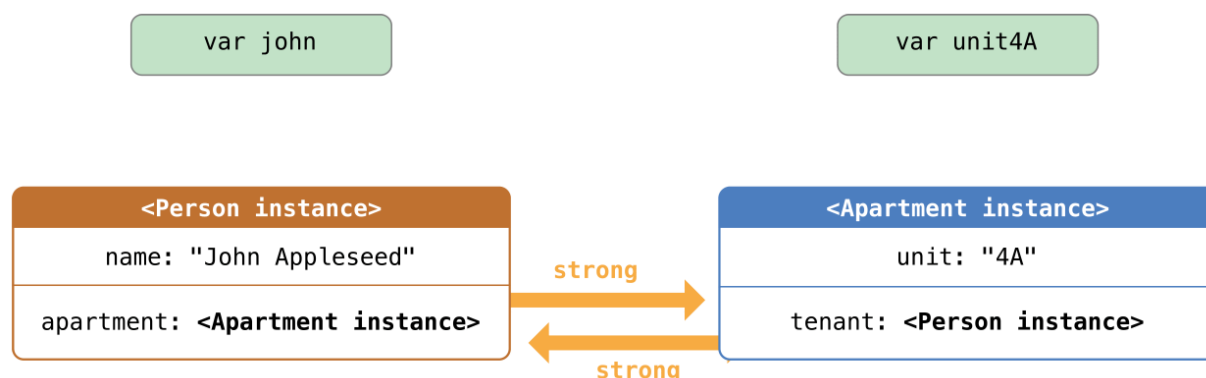 var john
var unit4A
<Person instance>
name: "John Appleseed"
apartment: <Apartment instance>
strong
strong
<Apartment instance>
unit: "4A"
tenant: <Person instance>